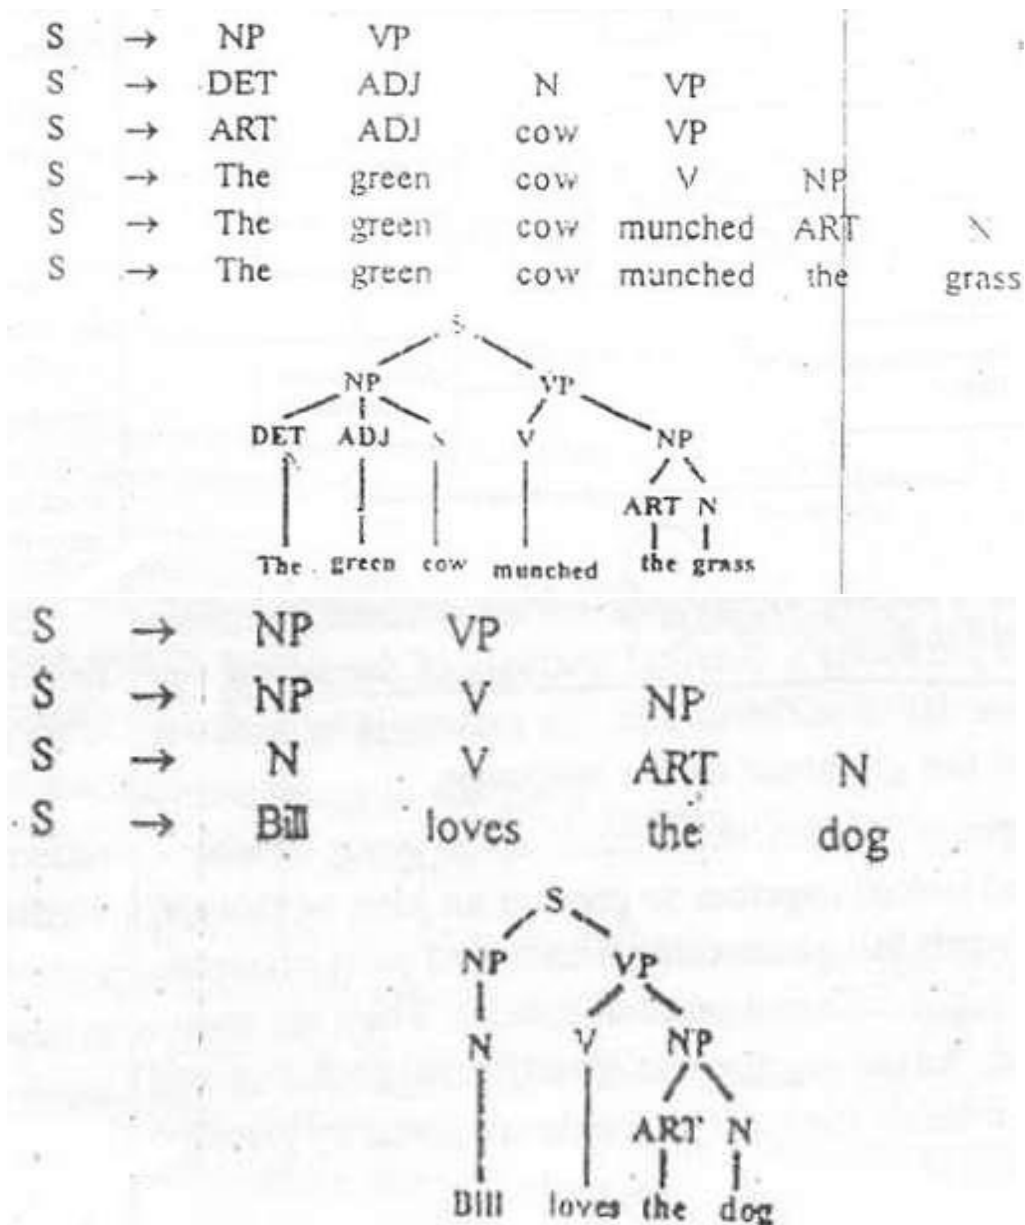 S → NP VP
S → DET ADJ N VP
S → ART ADJ cow VP
S → The green cow V NP
S → The green cow munched ART N
S → The green cow munched the grass
S
NP VP
DET ADJ N V NP
ART N
The green cow munched the grass
S → NP VP
S → NP V NP
S → N V ART N
S → Bill loves the dog
S
NP VP
N V NP
ART N
Bill loves the dog